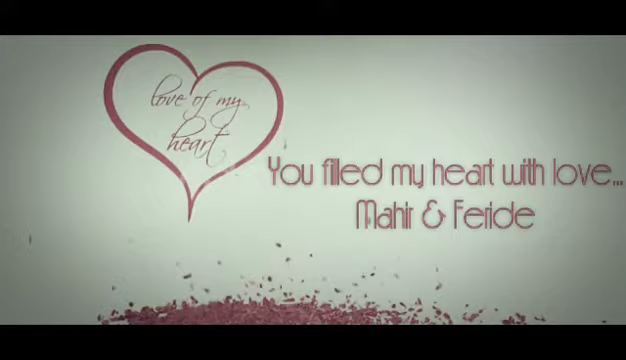 love of my
heart
You filled my heart with love...
Mahir & Feride